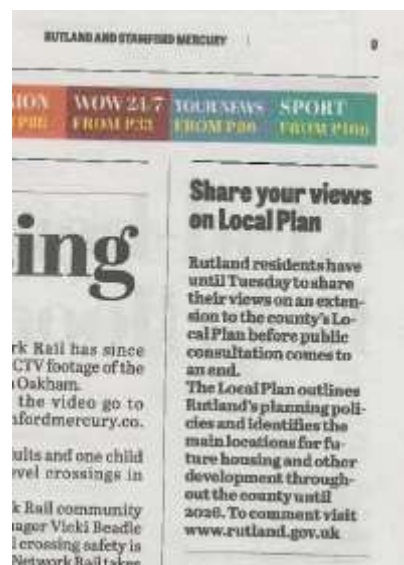 RUTLAND AND STAMFORD MERCURY
9
WOW 24/7
FROM P33
YOUR NEWS
FROM P80
SPORT
FROM P106
Share your views
on Local Plan
Rutland residents have
until Tuesday to share
their views on an exten-
sion to the county's Lo-
cal Plan before public
consultation comes to
an end.
The Local Plan outlines
Rutland's planning poli-
cies and identifies the
main locations for fu-
ture housing and other
development through-
out the county until
2026. To comment visit
www.rutland.gov.uk
ing
rk Rail has since
CTV footage of the
Oakham.
the video go to
fordmercury.co.
ults and one child
vel crossings in
k Rail community
ager Vicki Beadle
l crossing safety is
Network Rail takes